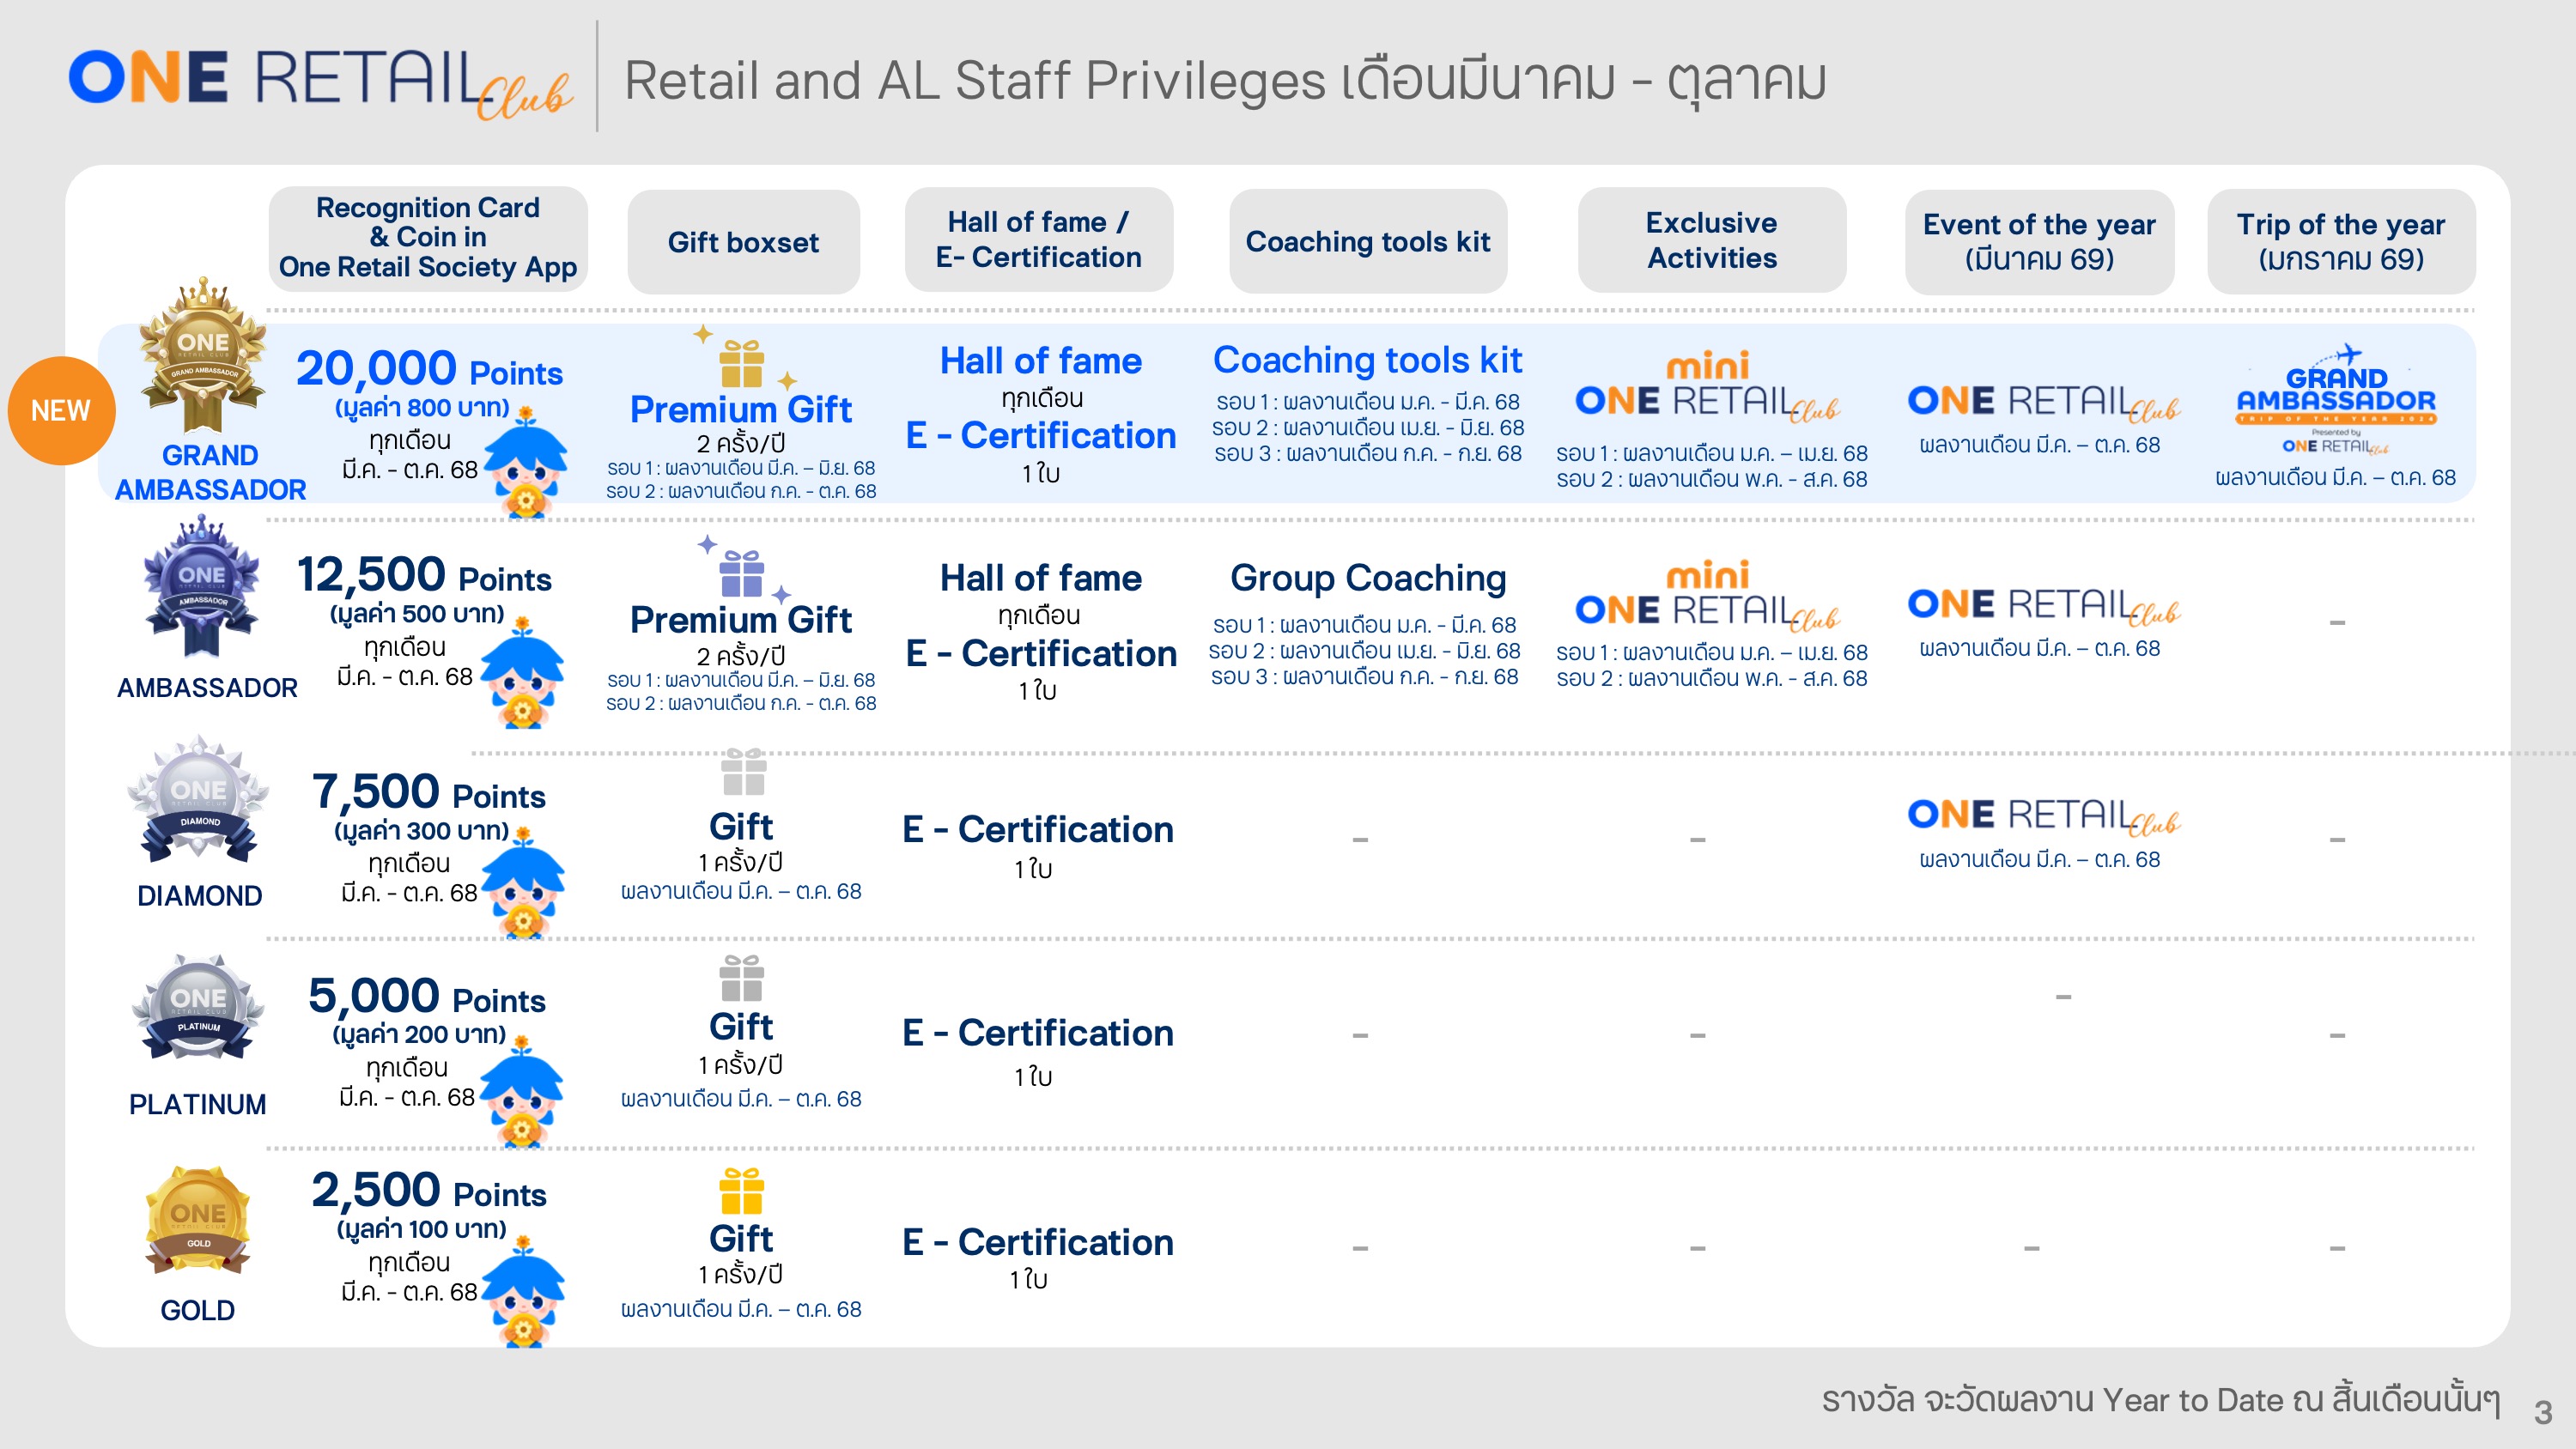 ONE RETAIL Club
Retail and AL Staff Privileges เดือนมีนาคม - ตุลาคม
Recognition Card
& Coin in
One Retail Society App
Gift boxset
Hall of fame /
E- Certification
Coaching tools kit
Exclusive
Activities
Event of the year
(มีนาคม 69)
Trip of the year
(มกราคม 69)
NEW
ONE
RETAIL CLUB
GRAND AMBASSADOR
GRAND
AMBASSADOR
20,000 Points
(มูลค่า 800 บาท)
ทุกเดือน
มี.ค. - ต.ค. 68
Premium Gift
2 ครั้ง/ปี
รอบ 1 : ผลงานเดือน มี.ค. – มิ.ย. 68
รอบ 2 : ผลงานเดือน ก.ค. - ต.ค. 68
Hall of fame
ทุกเดือน
E - Certification
1 ใบ
Coaching tools kit
รอบ 1 : ผลงานเดือน ม.ค. - มี.ค. 68
รอบ 2 : ผลงานเดือน เม.ย. - มิ.ย. 68
รอบ 3 : ผลงานเดือน ก.ค. - ก.ย. 68
mini
ONE RETAIL Club
รอบ 1 : ผลงานเดือน ม.ค. – เม.ย. 68
รอบ 2 : ผลงานเดือน พ.ค. - ส.ค. 68
ONE RETAIL Club
ผลงานเดือน มี.ค. – ต.ค. 68
GRAND
AMBASSADOR
TRIP OF THE YEAR 2026
Presented by
ONE RETAIL Club
ผลงานเดือน มี.ค. – ต.ค. 68
ONE
RETAIL CLUB
AMBASSADOR
AMBASSADOR
12,500 Points
(มูลค่า 500 บาท)
ทุกเดือน
มี.ค. - ต.ค. 68
Premium Gift
2 ครั้ง/ปี
รอบ 1 : ผลงานเดือน มี.ค. – มิ.ย. 68
รอบ 2 : ผลงานเดือน ก.ค. - ต.ค. 68
Hall of fame
ทุกเดือน
E - Certification
1 ใบ
Group Coaching
รอบ 1 : ผลงานเดือน ม.ค. - มี.ค. 68
รอบ 2 : ผลงานเดือน เม.ย. - มิ.ย. 68
รอบ 3 : ผลงานเดือน ก.ค. - ก.ย. 68
mini
ONE RETAIL Club
รอบ 1 : ผลงานเดือน ม.ค. – เม.ย. 68
รอบ 2 : ผลงานเดือน พ.ค. - ส.ค. 68
ONE RETAIL Club
ผลงานเดือน มี.ค. – ต.ค. 68
-
ONE
RETAIL CLUB
DIAMOND
DIAMOND
7,500 Points
(มูลค่า 300 บาท)
ทุกเดือน
มี.ค. - ต.ค. 68
Gift
1 ครั้ง/ปี
ผลงานเดือน มี.ค. – ต.ค. 68
E - Certification
1 ใบ
-
-
ONE RETAIL Club
ผลงานเดือน มี.ค. – ต.ค. 68
-
ONE
RETAIL CLUB
PLATINUM
PLATINUM
5,000 Points
(มูลค่า 200 บาท)
ทุกเดือน
มี.ค. - ต.ค. 68
Gift
1 ครั้ง/ปี
ผลงานเดือน มี.ค. – ต.ค. 68
E - Certification
1 ใบ
-
-
-
-
ONE
RETAIL CLUB
GOLD
GOLD
2,500 Points
(มูลค่า 100 บาท)
ทุกเดือน
มี.ค. - ต.ค. 68
Gift
1 ครั้ง/ปี
ผลงานเดือน มี.ค. – ต.ค. 68
E - Certification
1 ใบ
-
-
-
-
รางวัล จะวัดผลงาน Year to Date ณ สิ้นเดือนนั้นๆ
3